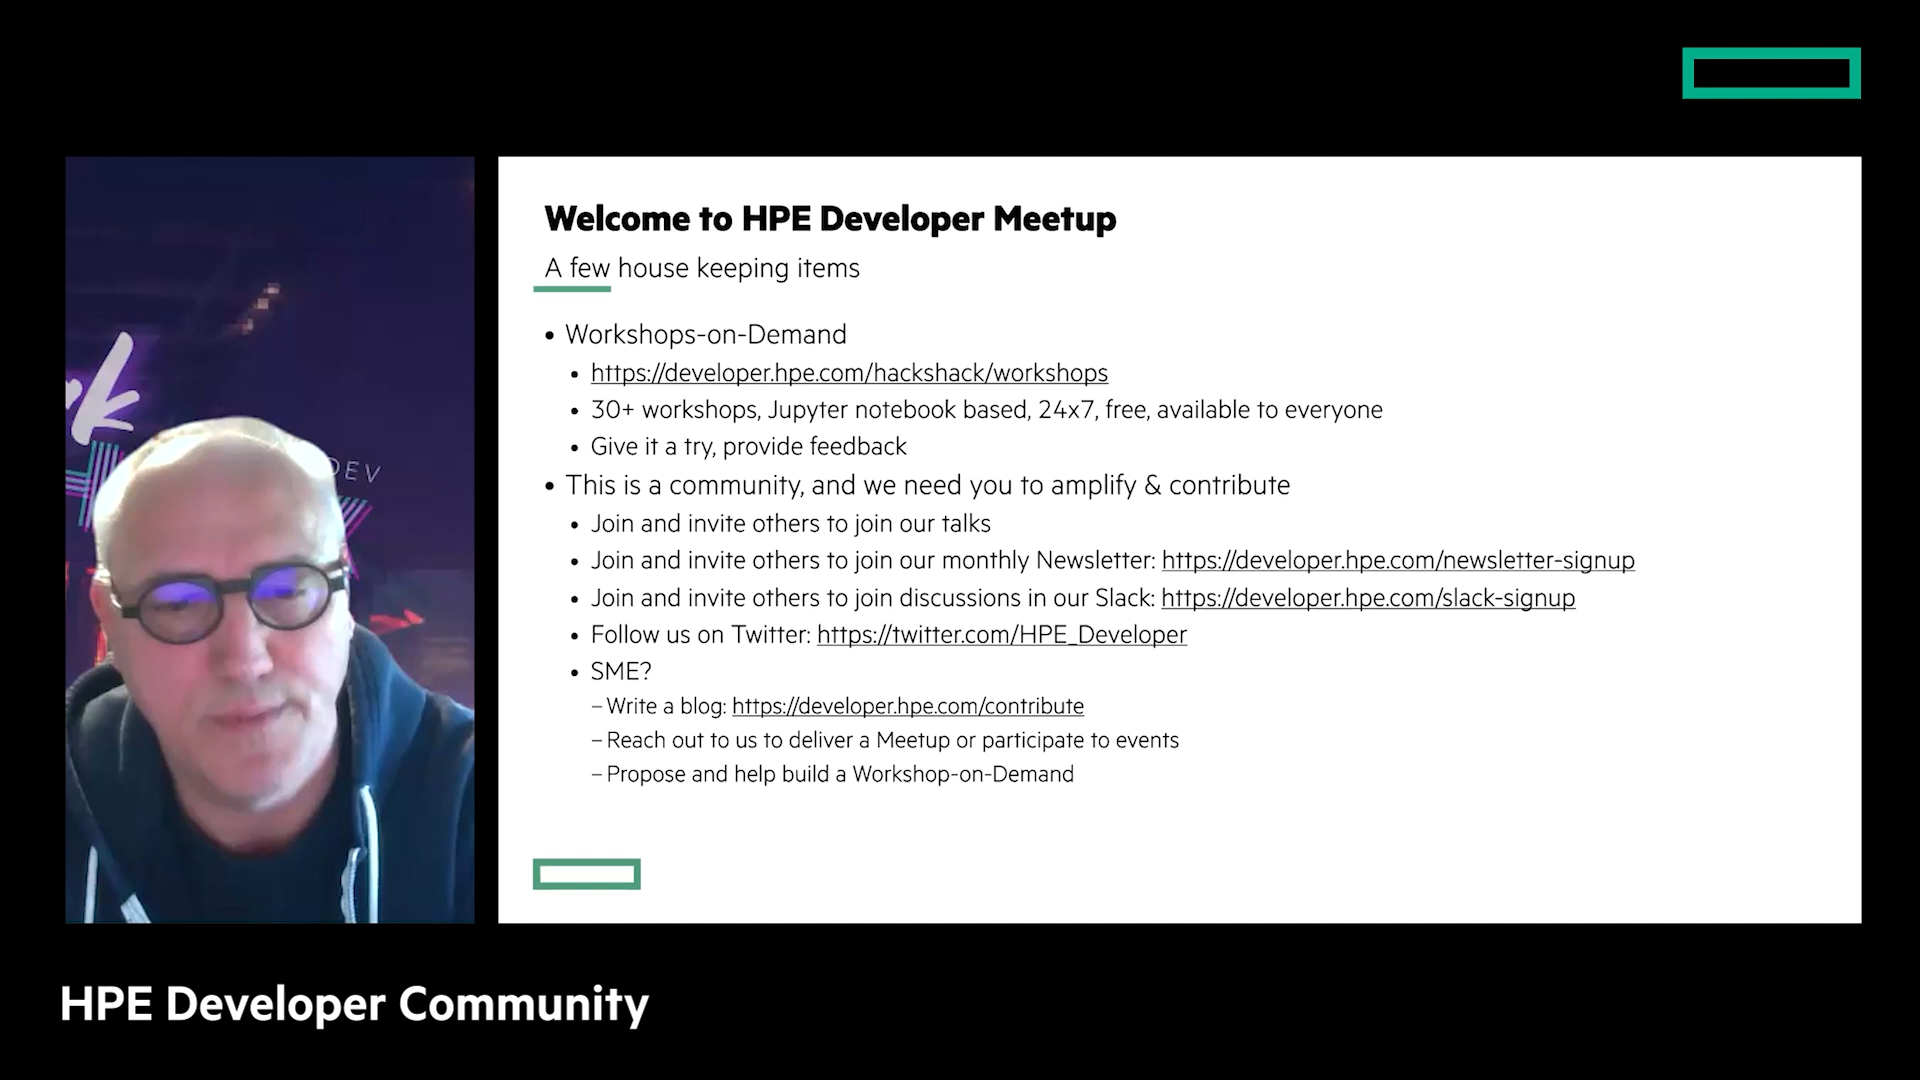 Welcome to HPE Developer Meetup
A few house keeping items
• Workshops-on-Demand
• https://developer.hpe.com/hackshack/workshops
• 30+ workshops, Jupyter notebook based, 24x7, free, available to everyone
• Give it a try, provide feedback
• This is a community, and we need you to amplify & contribute
• Join and invite others to join our talks
• Join and invite others to join our monthly Newsletter: https://developer.hpe.com/newsletter-signup
• Join and invite others to join discussions in our Slack: https://developer.hpe.com/slack-signup
• Follow us on Twitter: https://twitter.com/HPE_Developer
• SME?
– Write a blog: https://developer.hpe.com/contribute
– Reach out to us to deliver a Meetup or participate to events
– Propose and help build a Workshop-on-Demand
DEV
HPE Developer Community